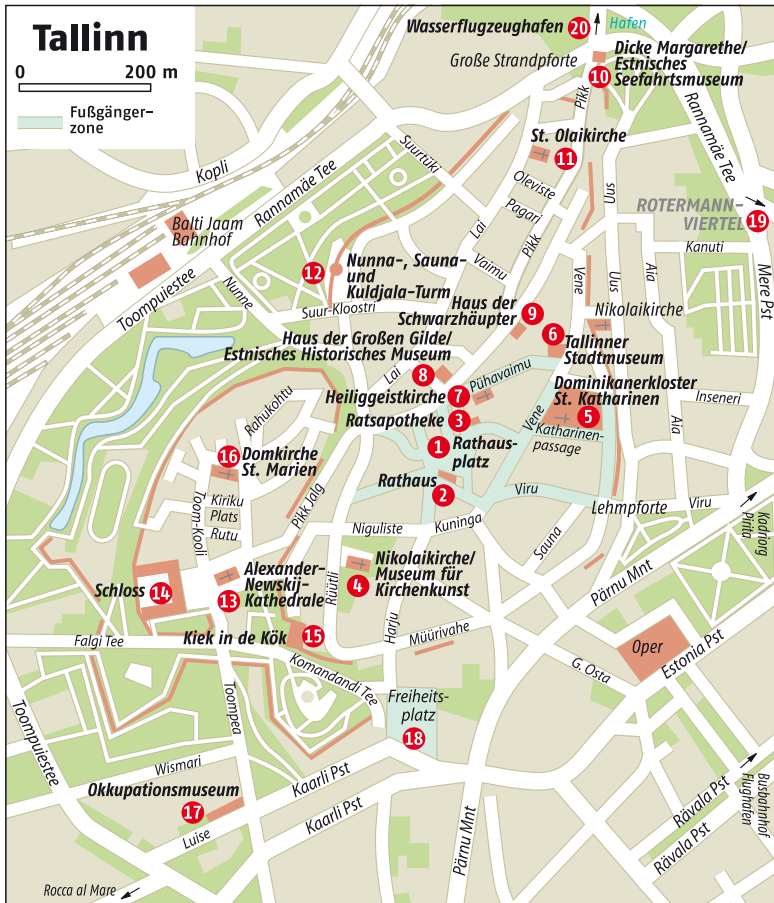 Tallinn
0 200 m
Fußgänger-
zone
Wasserflugzeughafen 20
Hafen
Große Strandpforte
Dicke Margarethe/
Estnisches
Seefahrtsmuseum
10
Pikk
Rannamäe Tee
St. Olaikirche
11
Suurtüki
Kopli
Rannamäe Tee
Oleviste
Uus
Pagari
ROTERMANN-
VIERTEL
19
Balti Jaam
Bahnhof
Lai
Pikk
Kanuti
Vaimu
Vene
Uus
Aia
Mere Pst
12
Nunna-, Sauna-
und
Kuldjala-Turm
Toompuiestee
Nunne
Suur-Kloostri
Haus der
Schwarzhäupter
9
Nikolaikirche
6
Tallinner
Stadtmuseum
Haus der Großen Gilde/
Estnisches Historisches Museum
8
Lai
Pühavaimu
Dominikanerkloster
St. Katharinen
5
Heiliggeistkirche 7
Inseneri
Ratsapotheke 3
Vene
Katharinen-
passage
Aia
Rahukohtu
16
Domkirche
St. Marien
1
Rathaus-
platz
Rathaus
2
Viru
Lehmpforte
Viru
Kadriorg
Pirita
Toom-Kooli
Kiriku
Plats
Rutu
Pikk Jalg
Niguliste
Kuninga
Sauna
Pärnu Mnt
Schloss 14
13
Alexander-
Newskij-
Kathedrale
Rüütli
4
Nikolaikirche/
Museum für
Kirchenkunst
Harju
Falgi Tee
Kiek in de Kök 15
Müürivahe
Oper
Estonia Pst
G. Osta
Komandandi Tee
Toompea
Freiheits-
platz
18
Toompuiestee
Wismari
Kaarli Pst
Okkupationsmuseum
17
Luise
Kaarli Pst
Pärnu Mnt
Rävala Pst
Rävala Pst
Busbahnhof
Flughafen
Rocca al Mare